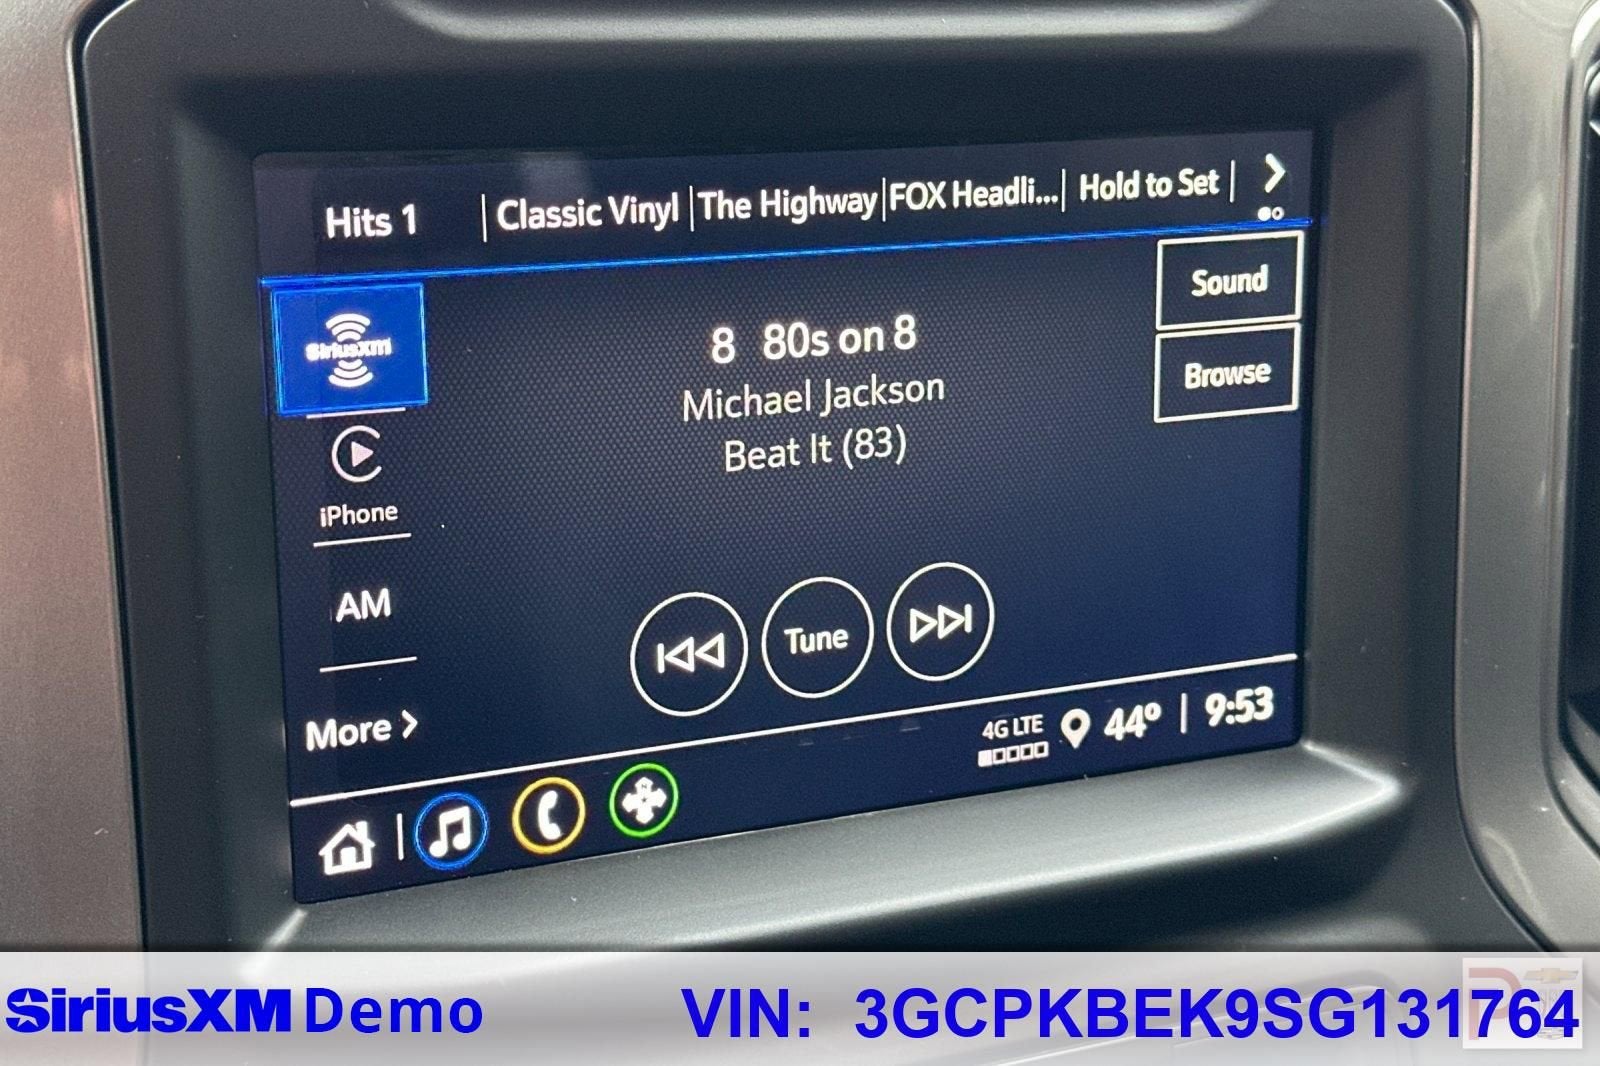 Hits 1 | Classic Vinyl | The Highway | FOX Headli... | Hold to Set |
SiriusXM
8 80s on 8
Michael Jackson
Beat It (83)
Sound
Browse
iPhone
AM
More
Tune
4G LTE 44° | 9:53
N
SiriusXM Demo VIN: 3GCPKBEK9SG131764